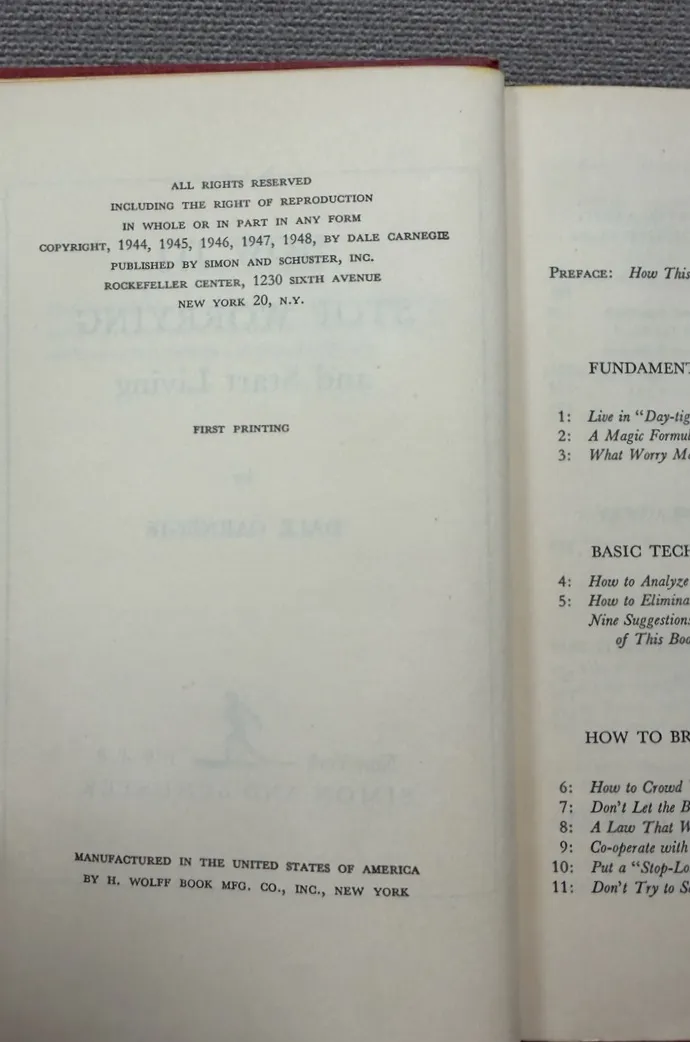 ALL RIGHTS RESERVED
INCLUDING THE RIGHT OF REPRODUCTION
IN WHOLE OR IN PART IN ANY FORM
COPYRIGHT, 1944, 1945, 1946, 1947, 1948, BY DALE CARNEGIE
PUBLISHED BY SIMON AND SCHUSTER, INC.
ROCKEFELLER CENTER, 1230 SIXTH AVENUE
NEW YORK 20, N.Y.
FIRST PRINTING
MANUFACTURED IN THE UNITED STATES OF AMERICA
BY H. WOLFF BOOK MFG. CO., INC., NEW YORK
PREFACE: How This
FUNDAMENT
1: Live in "Day-tig
2: A Magic Formul
3: What Worry M
BASIC TECH
4: How to Analyze
5: How to Elimina
Nine Suggestions
of This Boo
HOW TO BR
6: How to Crowd
7: Don't Let the B
8: A Law That W
9: Co-operate with
10: Put a "Stop-Lo
11: Don't Try to S